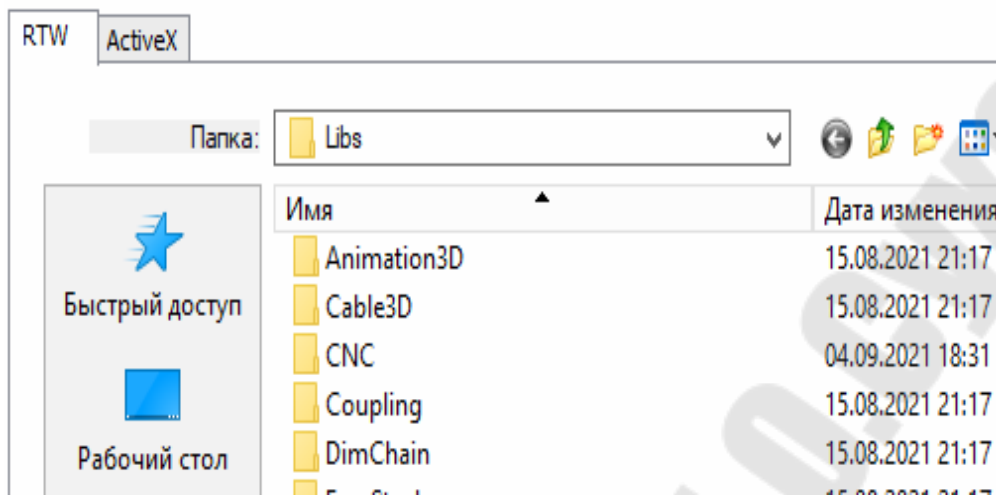 RTW ActiveX
Папка: Libs
Имя Дата изменения
Animation3D 15.08.2021 21:17
Cable3D 15.08.2021 21:17
CNC 04.09.2021 18:31
Coupling 15.08.2021 21:17
DimChain 15.08.2021 21:17
Быстрый доступ
Рабочий стол